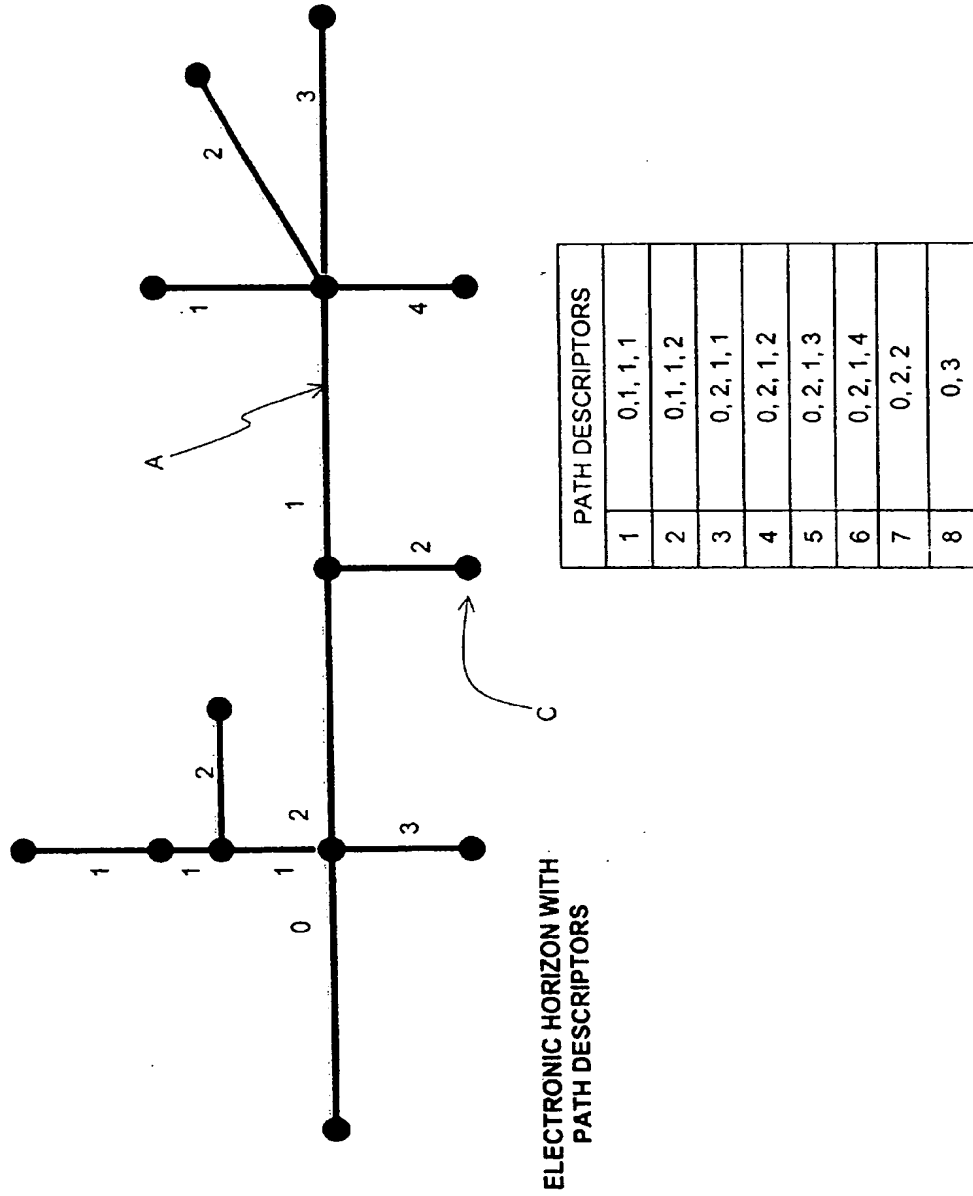 1
1
1
2
0
2
3
1
2
A
C
1
2
3
4
ELECTRONIC HORIZON WITH
PATH DESCRIPTORS
PATH DESCRIPTORS
1 0,1, 1, 1
2 0, 1, 1, 2
3 0, 2, 1, 1
4 0, 2, 1, 2
5 0, 2, 1, 3
6 0, 2, 1, 4
7 0, 2, 2
8 0, 3